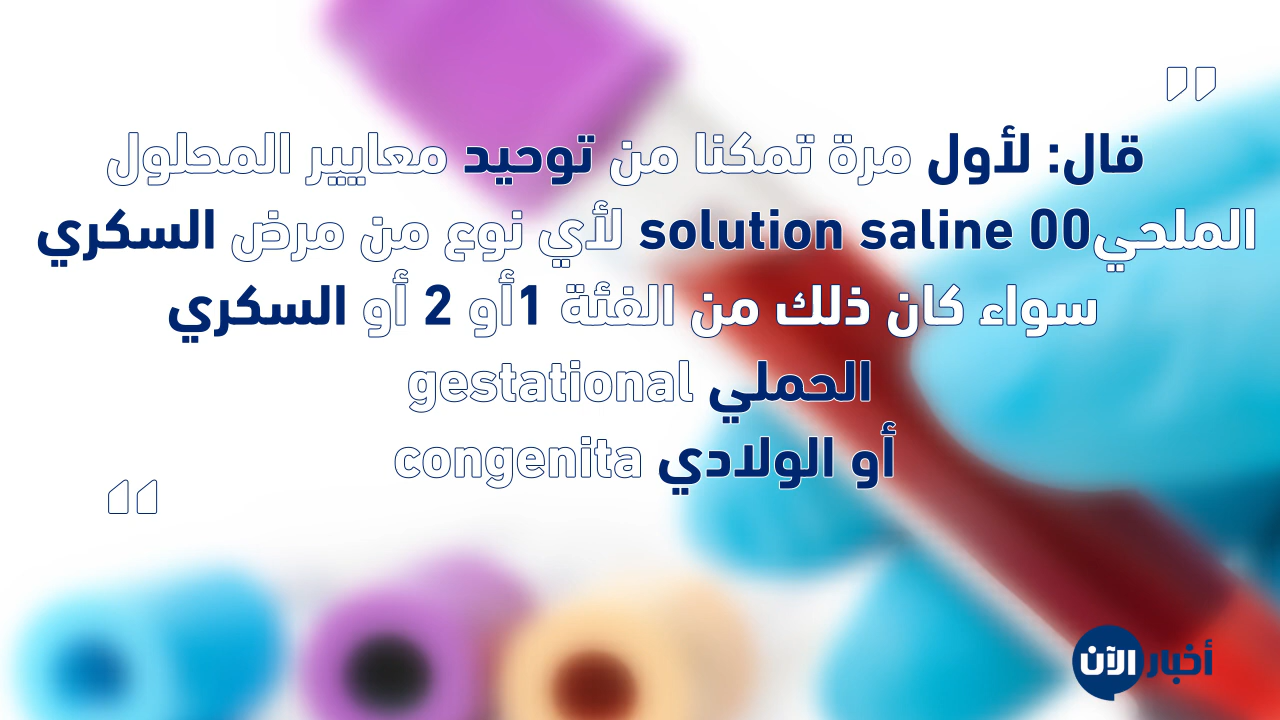 قال: لأول مرة تمكنا من توحيد معايير المحلول
الملحي00 solution saline لأي نوع من مرض السكري
سواء كان ذلك من الفئة 1أو 2 أو السكري
الحملي gestational
أو الولادي congenita
أخبار الآن